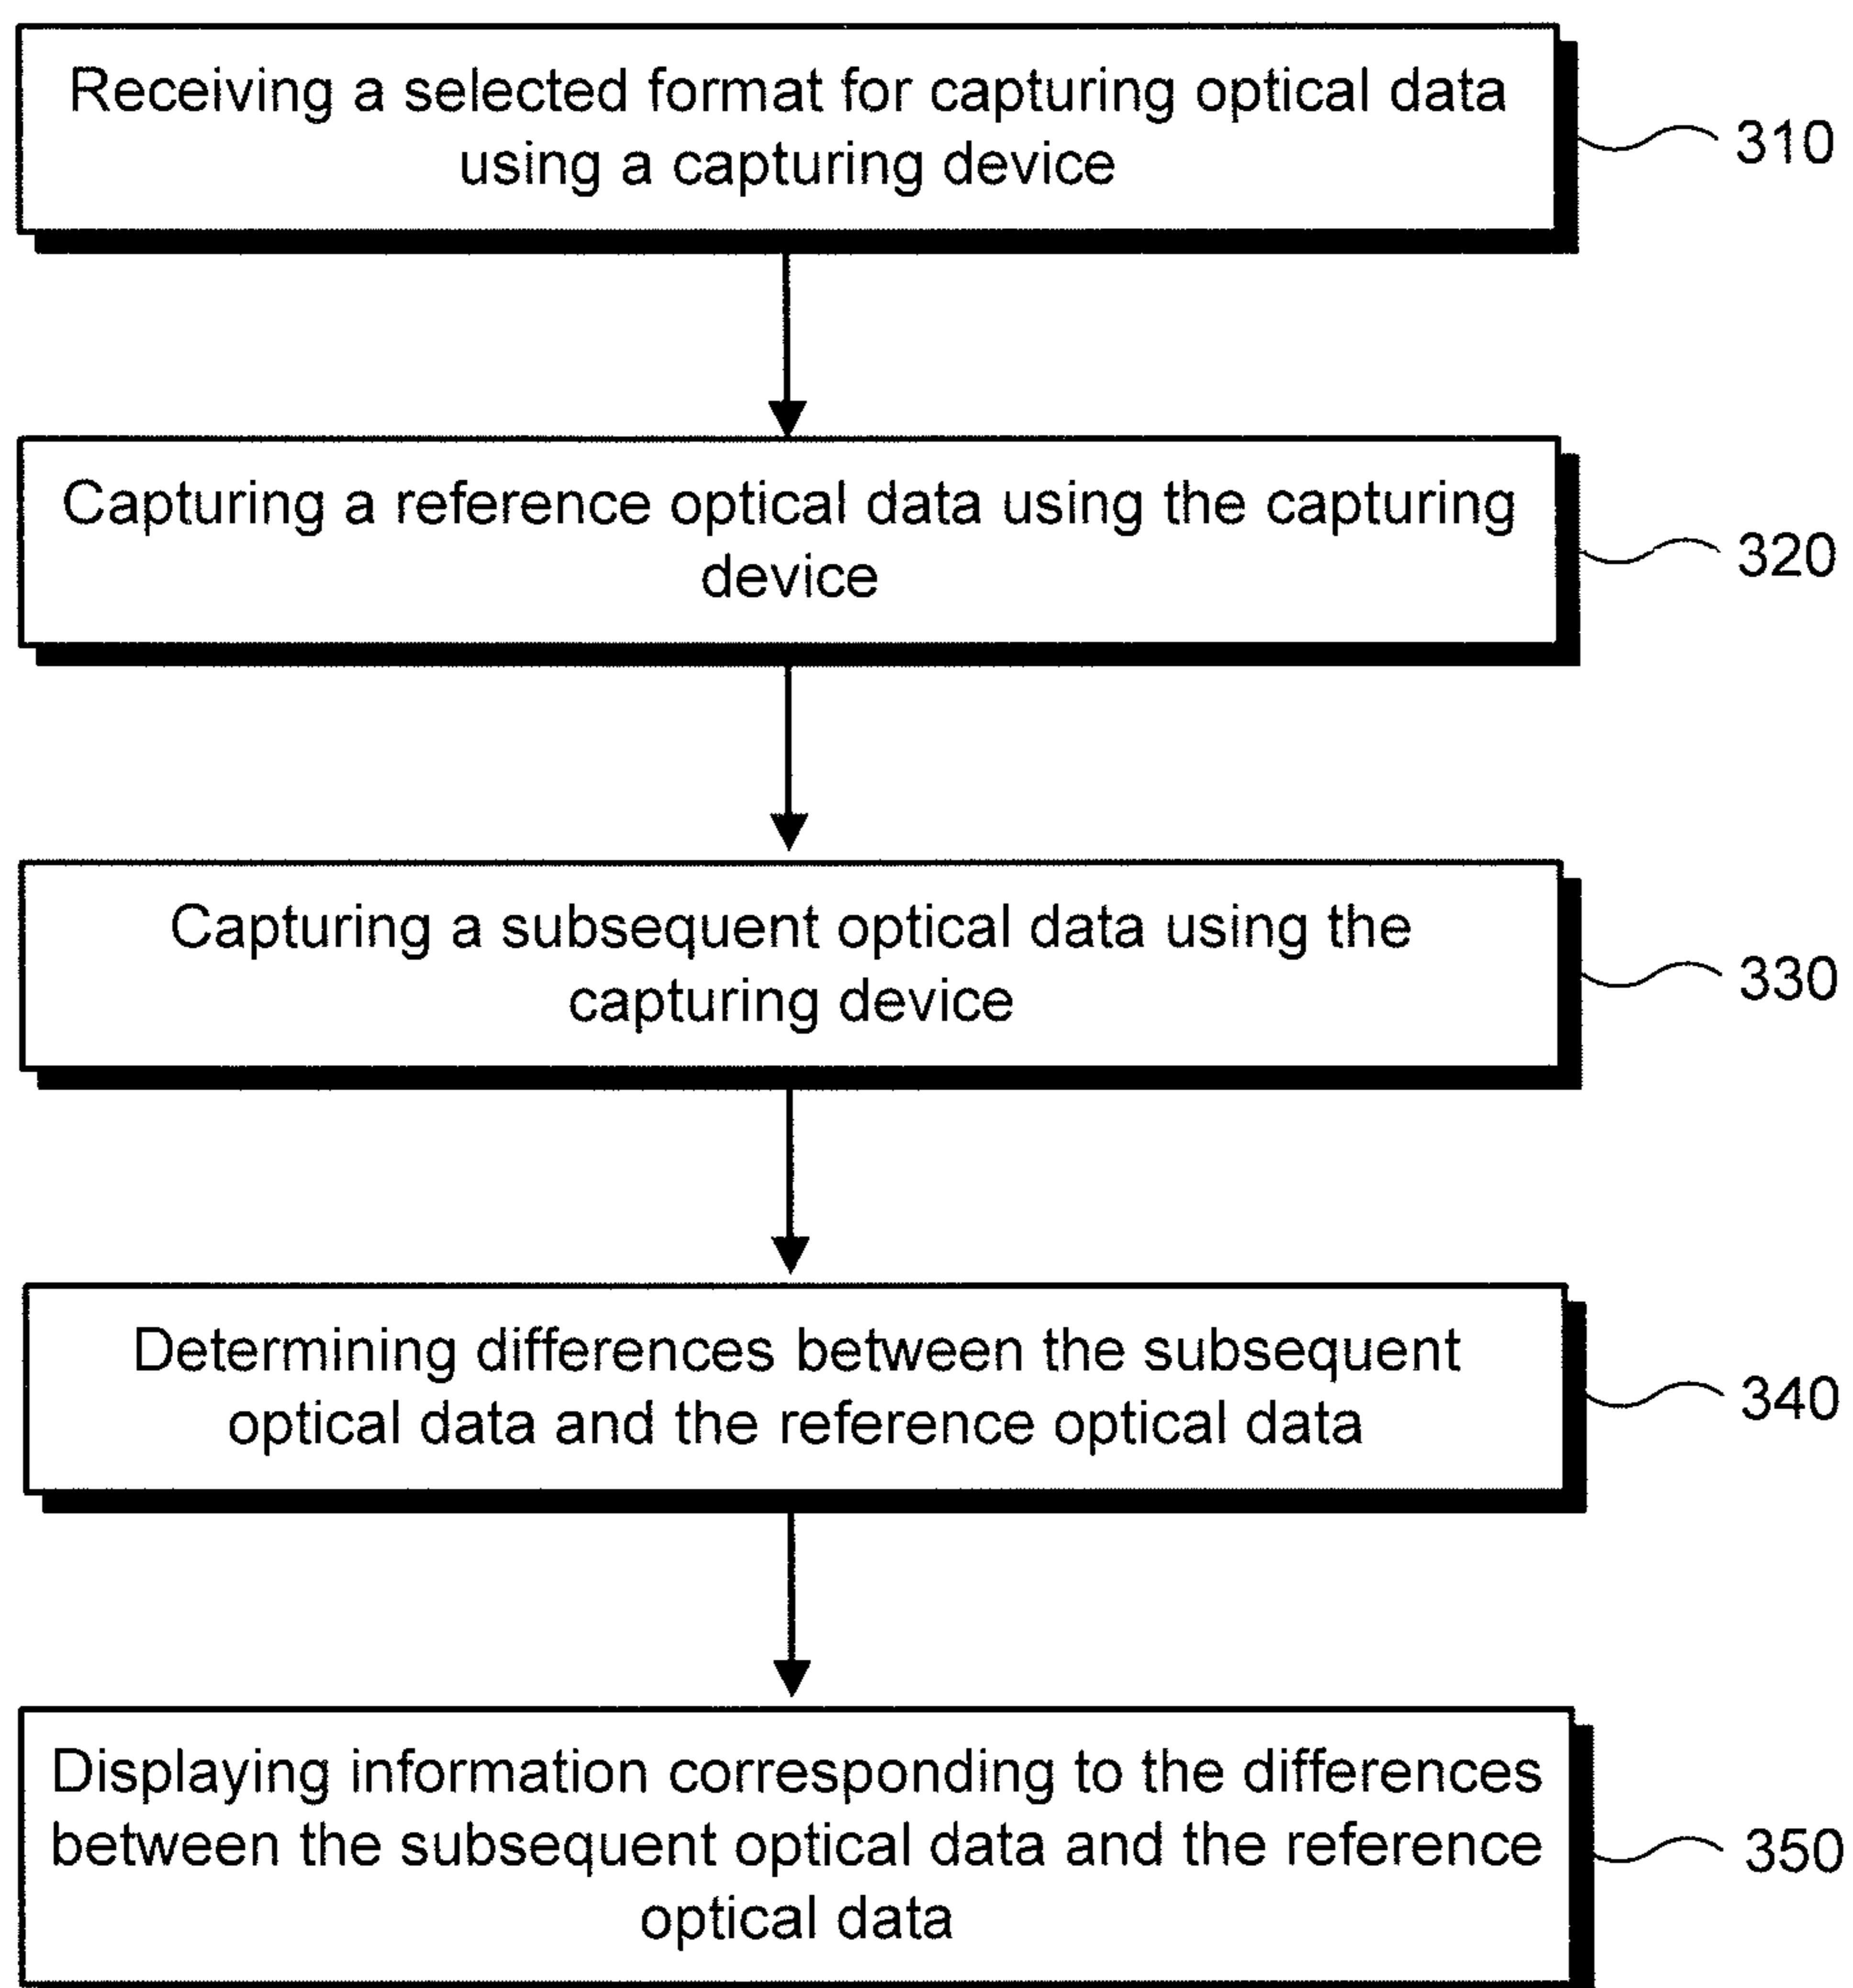 Receiving a selected format for capturing optical data
using a capturing device
310
Capturing a reference optical data using the capturing
device
320
Capturing a subsequent optical data using the
capturing device
330
Determining differences between the subsequent
optical data and the reference optical data
340
Displaying information corresponding to the differences
between the subsequent optical data and the reference
optical data
350